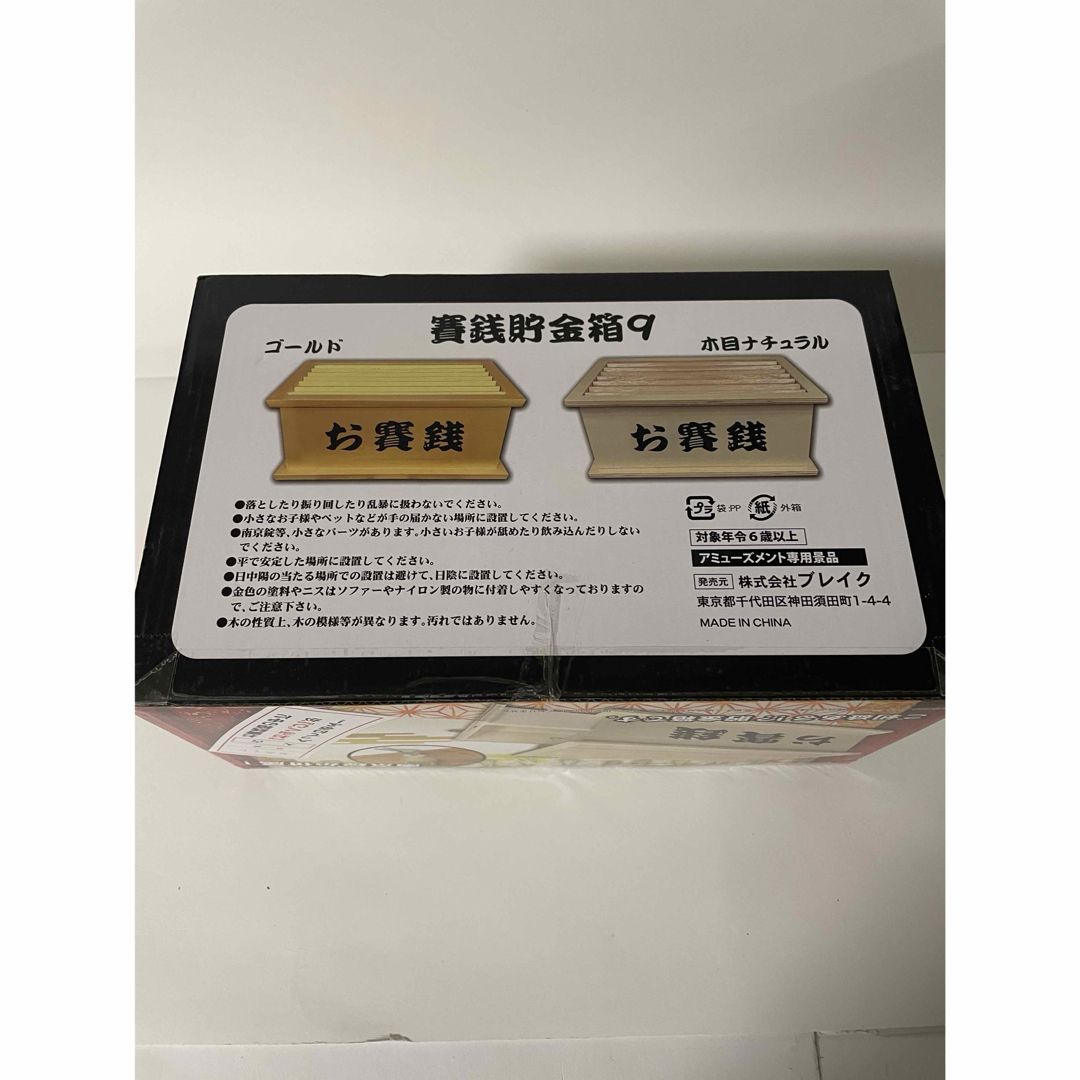 賽銭貯金箱9
ゴールド
木目ナチュラル
お賽銭
お賽銭
●落としたり振り回したり乱暴に扱わないでください。
●小さなお子様やペットなどが手の届かない場所に設置してください。
●南京錠等、小さなパーツがあります。小さいお子様が舐めたり飲み込んだりしない
でください。
●平で安定した場所に設置してください。
●日中陽の当たる場所での設置は避けて、日陰に設置してください。
●金色の塗料やニスはソファーやナイロン製の物に付着しやすくなっておりますの
で、ご注意下さい。
●木の性質上、木の模様等が異なります。汚れではありません。
プラ 袋:PP 紙 外箱
対象年令6歳以上
アミューズメント専用景品
発売元 株式会社ブレイク
東京都千代田区神田須田町1-4-4
MADE IN CHINA
お賽銭